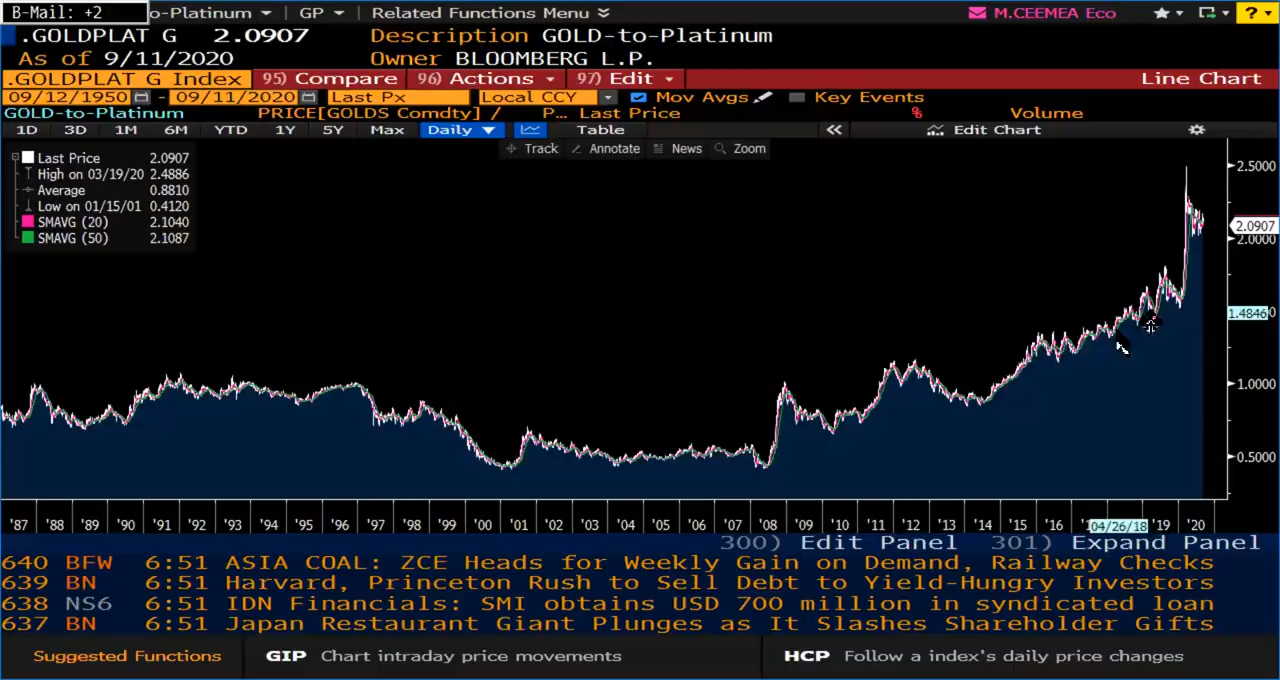 B-Mail: +2 o-Platinum GP Related Functions Menu M.CEEMEA Eco ?
.GOLDPLAT G 2.0907 Description GOLD-to-Platinum
As of 9/11/2020 Owner BLOOMBERG L.P.
.GOLDPLAT G Index 95) Compare 96) Actions 97) Edit Line Chart
09/12/1950 - 09/11/2020 Last Px Local CCY Mov Avgs Key Events
GOLD-to-Platinum PRICE[GOLDS Comdty] / P... Last Price % Volume
1D 3D 1M 6M YTD 1Y 5Y Max Daily ▼ Table « Edit Chart
Track Annotate News Zoom
Last Price 2.0907
High on 03/19/20 2.4886
Average 0.8810
Low on 01/15/01 0.4120
SMAVG (20) 2.1040
SMAVG (50) 2.1087
2.5000
2.0907
2.0000
1.4846
1.0000
0.5000
'87 '88 '89 '90 '91 '92 '93 '94 '95 '96 '97 '98 '99 '00 '01 '02 '03 '04 '05 '06 '07 '08 '09 '10 '11 '12 '13 '14 '15 '16 04/26/18 '19 '20
300) Edit Panel 301) Expand Panel
640 BFW 6:51 ASIA COAL: ZCE Heads for Weekly Gain on Demand, Railway Checks
639 BN 6:51 Harvard, Princeton Rush to Sell Debt to Yield-Hungry Investors
638 NS6 6:51 IDN Financials: SMI obtains USD 700 million in syndicated loan
637 BN 6:51 Japan Restaurant Giant Plunges as It Slashes Shareholder Gifts
Suggested Functions GIP Chart intraday price movements HCP Follow a index's daily price changes